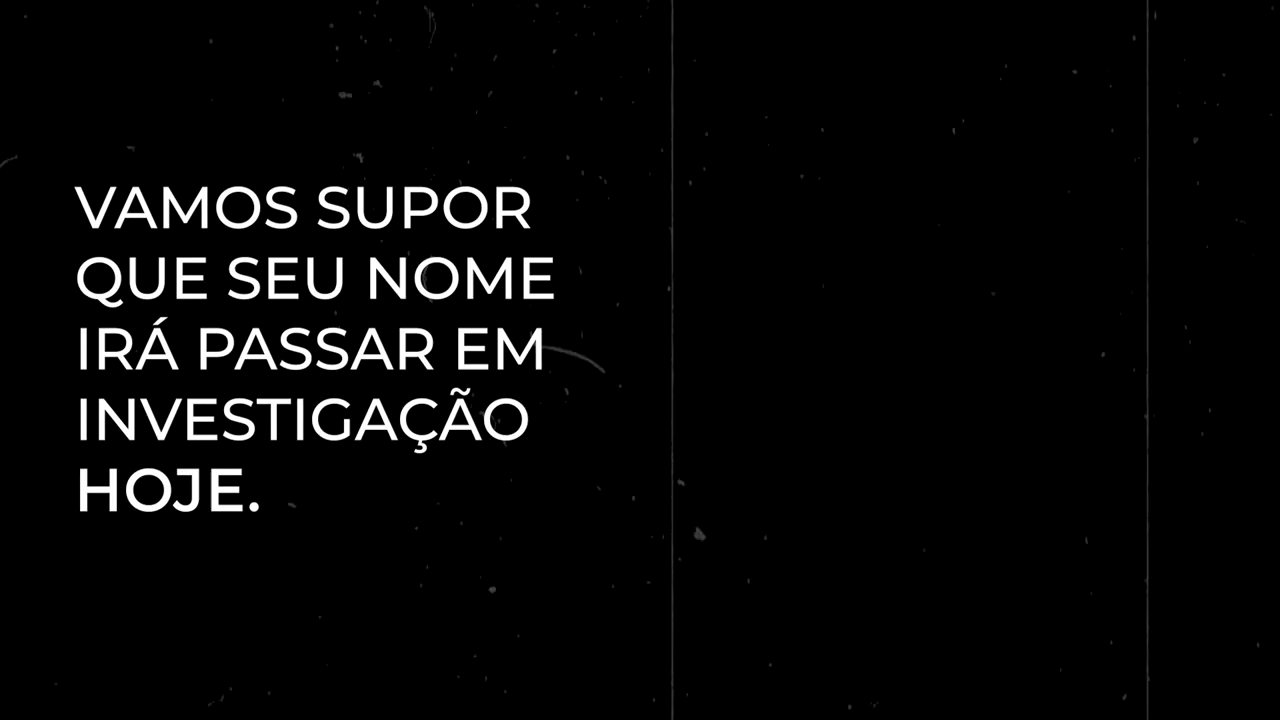 VAMOS SUPOR
QUE SEU NOME
IRÁ PASSAR EM
INVESTIGAÇÃO
HOJE.